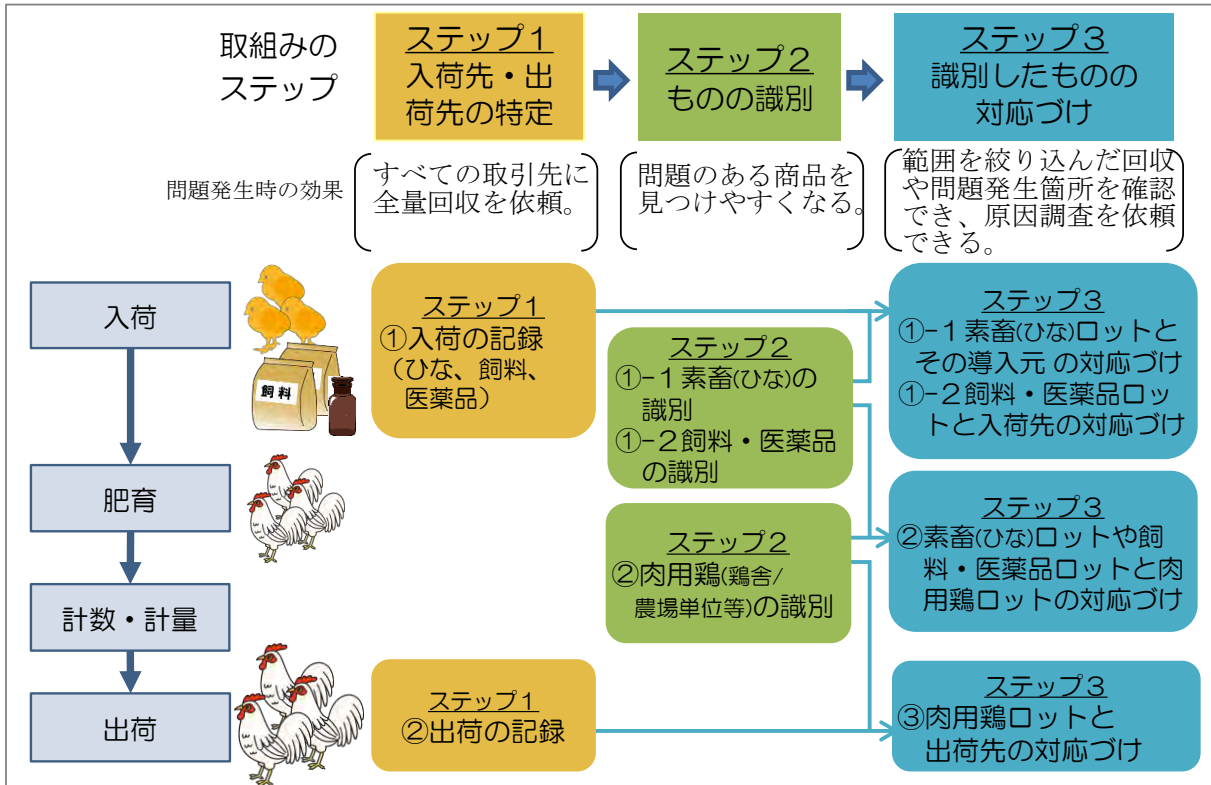 取組みの
ステップ
ステップ1
入荷先・出
荷先の特定
ステップ2
ものの識別
ステップ3
識別したものの
対応づけ
問題発生時の効果
すべての取引先に
全量回収を依頼。
問題のある商品を
見つけやすくなる。
範囲を絞り込んだ回収
や問題発生箇所を確認
でき、原因調査を依頼
できる。
入荷
飼料
ステップ1
①入荷の記録
(ひな、飼料、
医薬品)
ステップ2
①-1素畜(ひな)の
識別
①-2飼料・医薬品
の識別
ステップ3
①-1素畜(ひな)ロットと
その導入元 の対応づけ
①-2飼料・医薬品ロッ
トと入荷先の対応づけ
肥育
ステップ2
②肉用鶏(鶏舎/
農場単位等)の識別
ステップ3
②素畜(ひな)ロットや飼
料・医薬品ロットと肉
用鶏ロットの対応づけ
計数・計量
出荷
ステップ1
②出荷の記録
ステップ3
③肉用鶏ロットと
出荷先の対応づけ